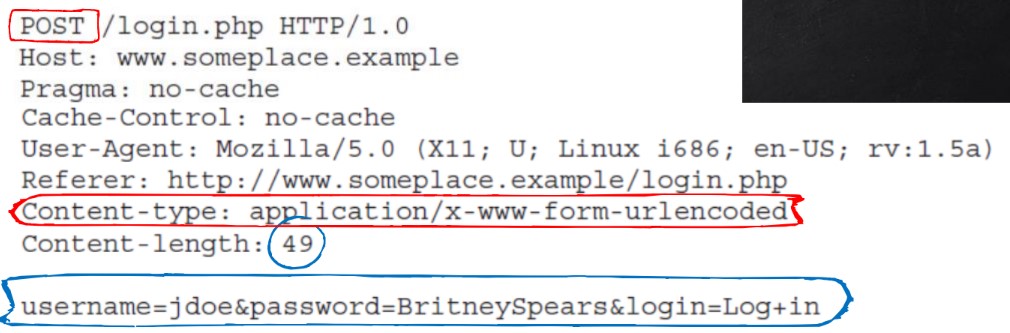 POST /login.php HTTP/1.0
Host: www.someplace.example
Pragma: no-cache
Cache-Control: no-cache
User-Agent: Mozilla/5.0 (X11; U; Linux i686; en-US; rv:1.5a)
Referer: http://www.someplace.example/login.php
Content-type: application/x-www-form-urlencoded
Content-length: 49
username=jdoe&password=BritneySpears&login=Log+in